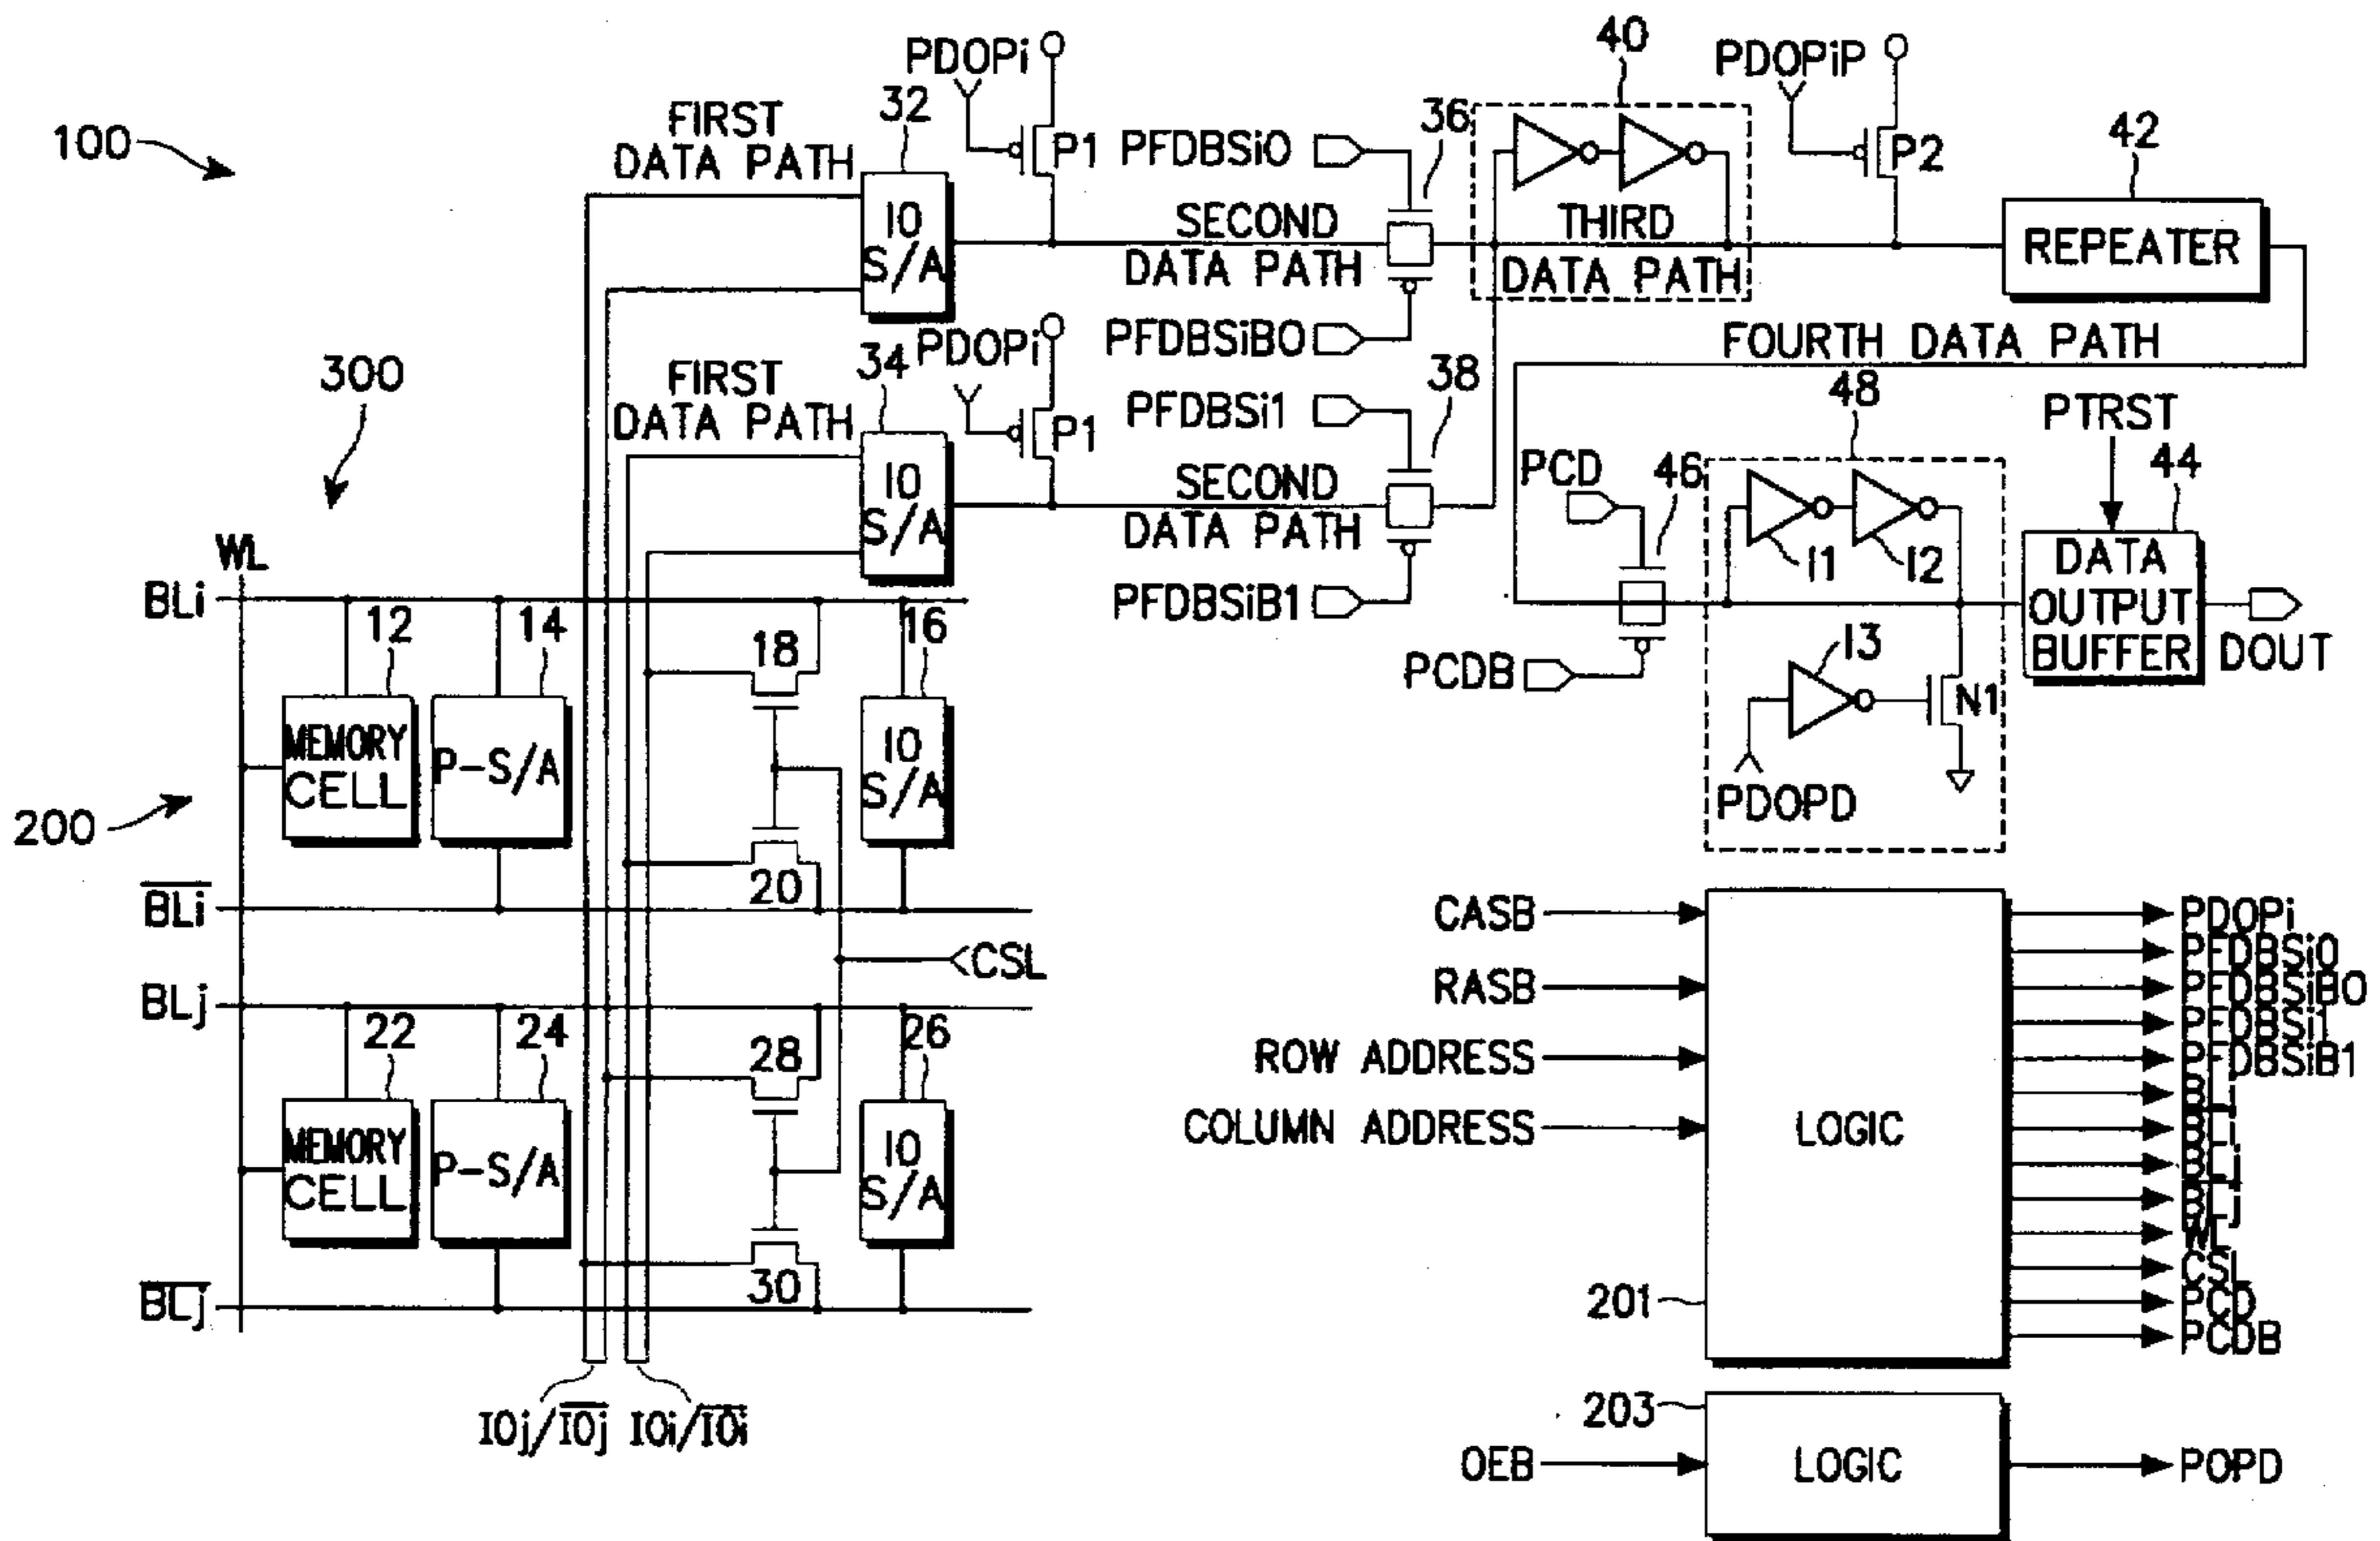 100
300
200
PDOPi
P1
FIRST
DATA PATH
32
IO
S/A
PFDBSi0
36
SECOND
DATA PATH
PFDBSiB0
40
THIRD
DATA PATH
PDOPiP
P2
42
REPEATER
FOURTH DATA PATH
FIRST
DATA PATH
34
PDOPi
P1
IO
S/A
PFDBSi1
38
SECOND
DATA PATH
PFDBSiB1
PCD
46
PCDB
48
I1
I2
I3
N1
PDOPD
PTRST
44
DATA
OUTPUT
BUFFER
DOUT
WL
BLi
12
MEMORY
CELL
14
P-S/A
18
20
16
IO
S/A
BLi
CSL
BLj
22
MEMORY
CELL
24
P-S/A
28
30
26
IO
S/A
BLj
IOj/IOj
IOi/IOi
CASB
RASB
ROW ADDRESS
COLUMN ADDRESS
LOGIC
201
PDOPi
PFDBSi0
PFDBSiB0
PFDBSi1
PFDBSiB1
BLi
BLi
BLj
BLj
WL
CSL
PCD
PCDB
203
OEB
LOGIC
POPD